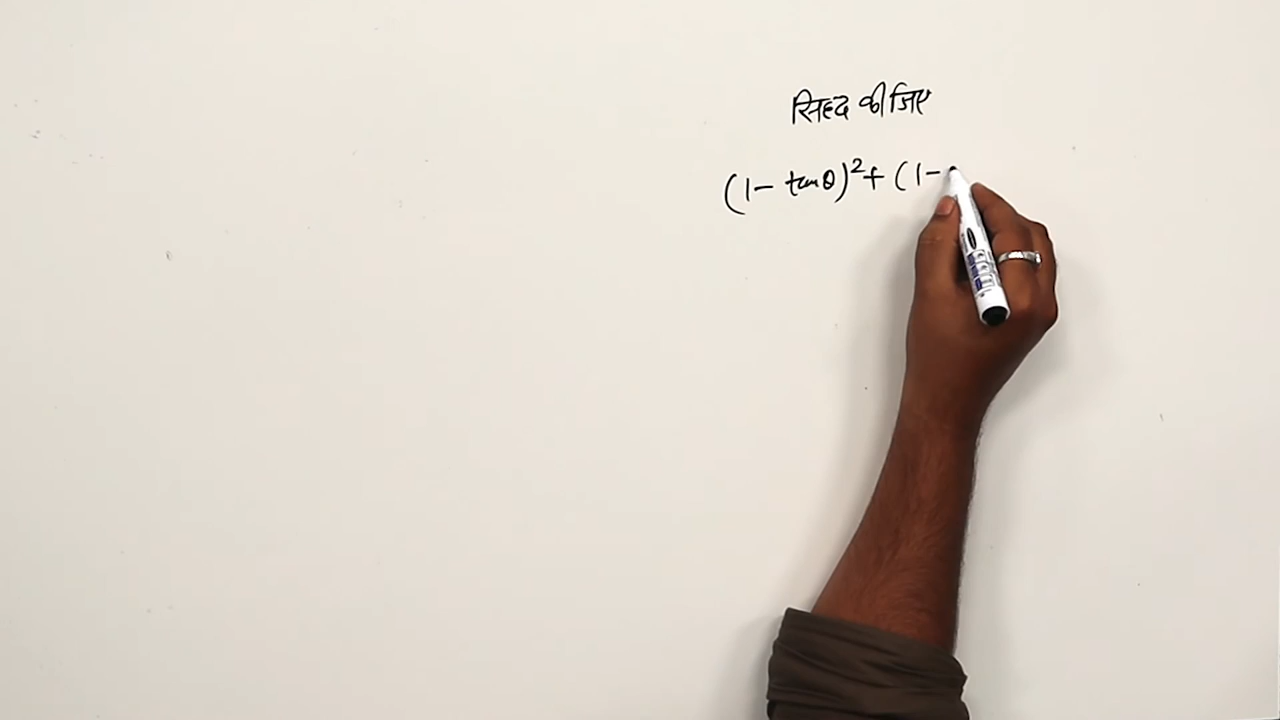 सिद्ध कीजिए
(1- tanθ)²+ (1-